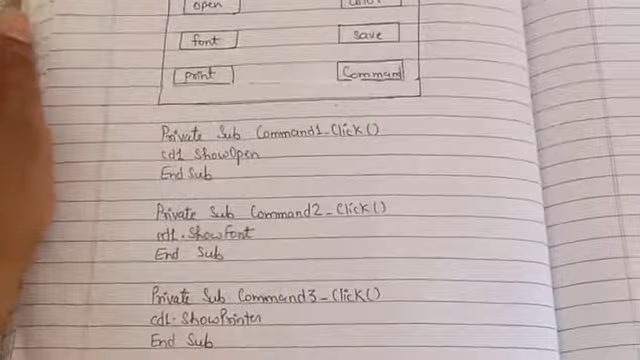 open color
font save
print Command
Private Sub Command1_Click()
cd1 ShowOpen
End Sub
Private Sub Command2_Click()
cd1.ShowFont
End Sub
Private Sub Command3_Click()
cd1.ShowPrinter
End Sub